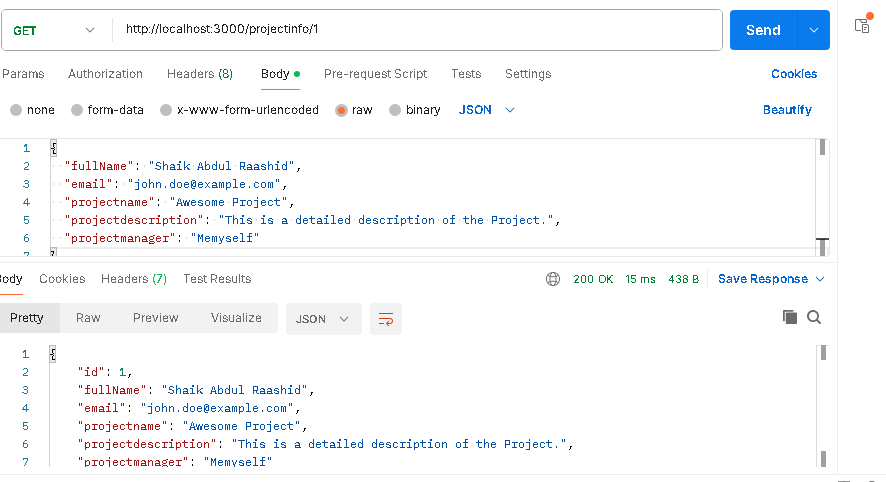 GET http://localhost:3000/projectinfo/1 Send
Params Authorization Headers (8) Body Pre-request Script Tests Settings Cookies
none form-data x-www-form-urlencoded raw binary JSON Beautify
1 {
2 "fullName": "Shaik Abdul Raashid",
3 "email": "john.doe@example.com",
4 "projectname": "Awesome Project",
5 "projectdescription": "This is a detailed description of the Project.",
6 "projectmanager": "Memyself"
7 }
Body Cookies Headers (7) Test Results 200 OK 15 ms 438 B Save Response
Pretty Raw Preview Visualize JSON
1 {
2 "id": 1,
3 "fullName": "Shaik Abdul Raashid",
4 "email": "john.doe@example.com",
5 "projectname": "Awesome Project",
6 "projectdescription": "This is a detailed description of the Project.",
7 "projectmanager": "Memyself"